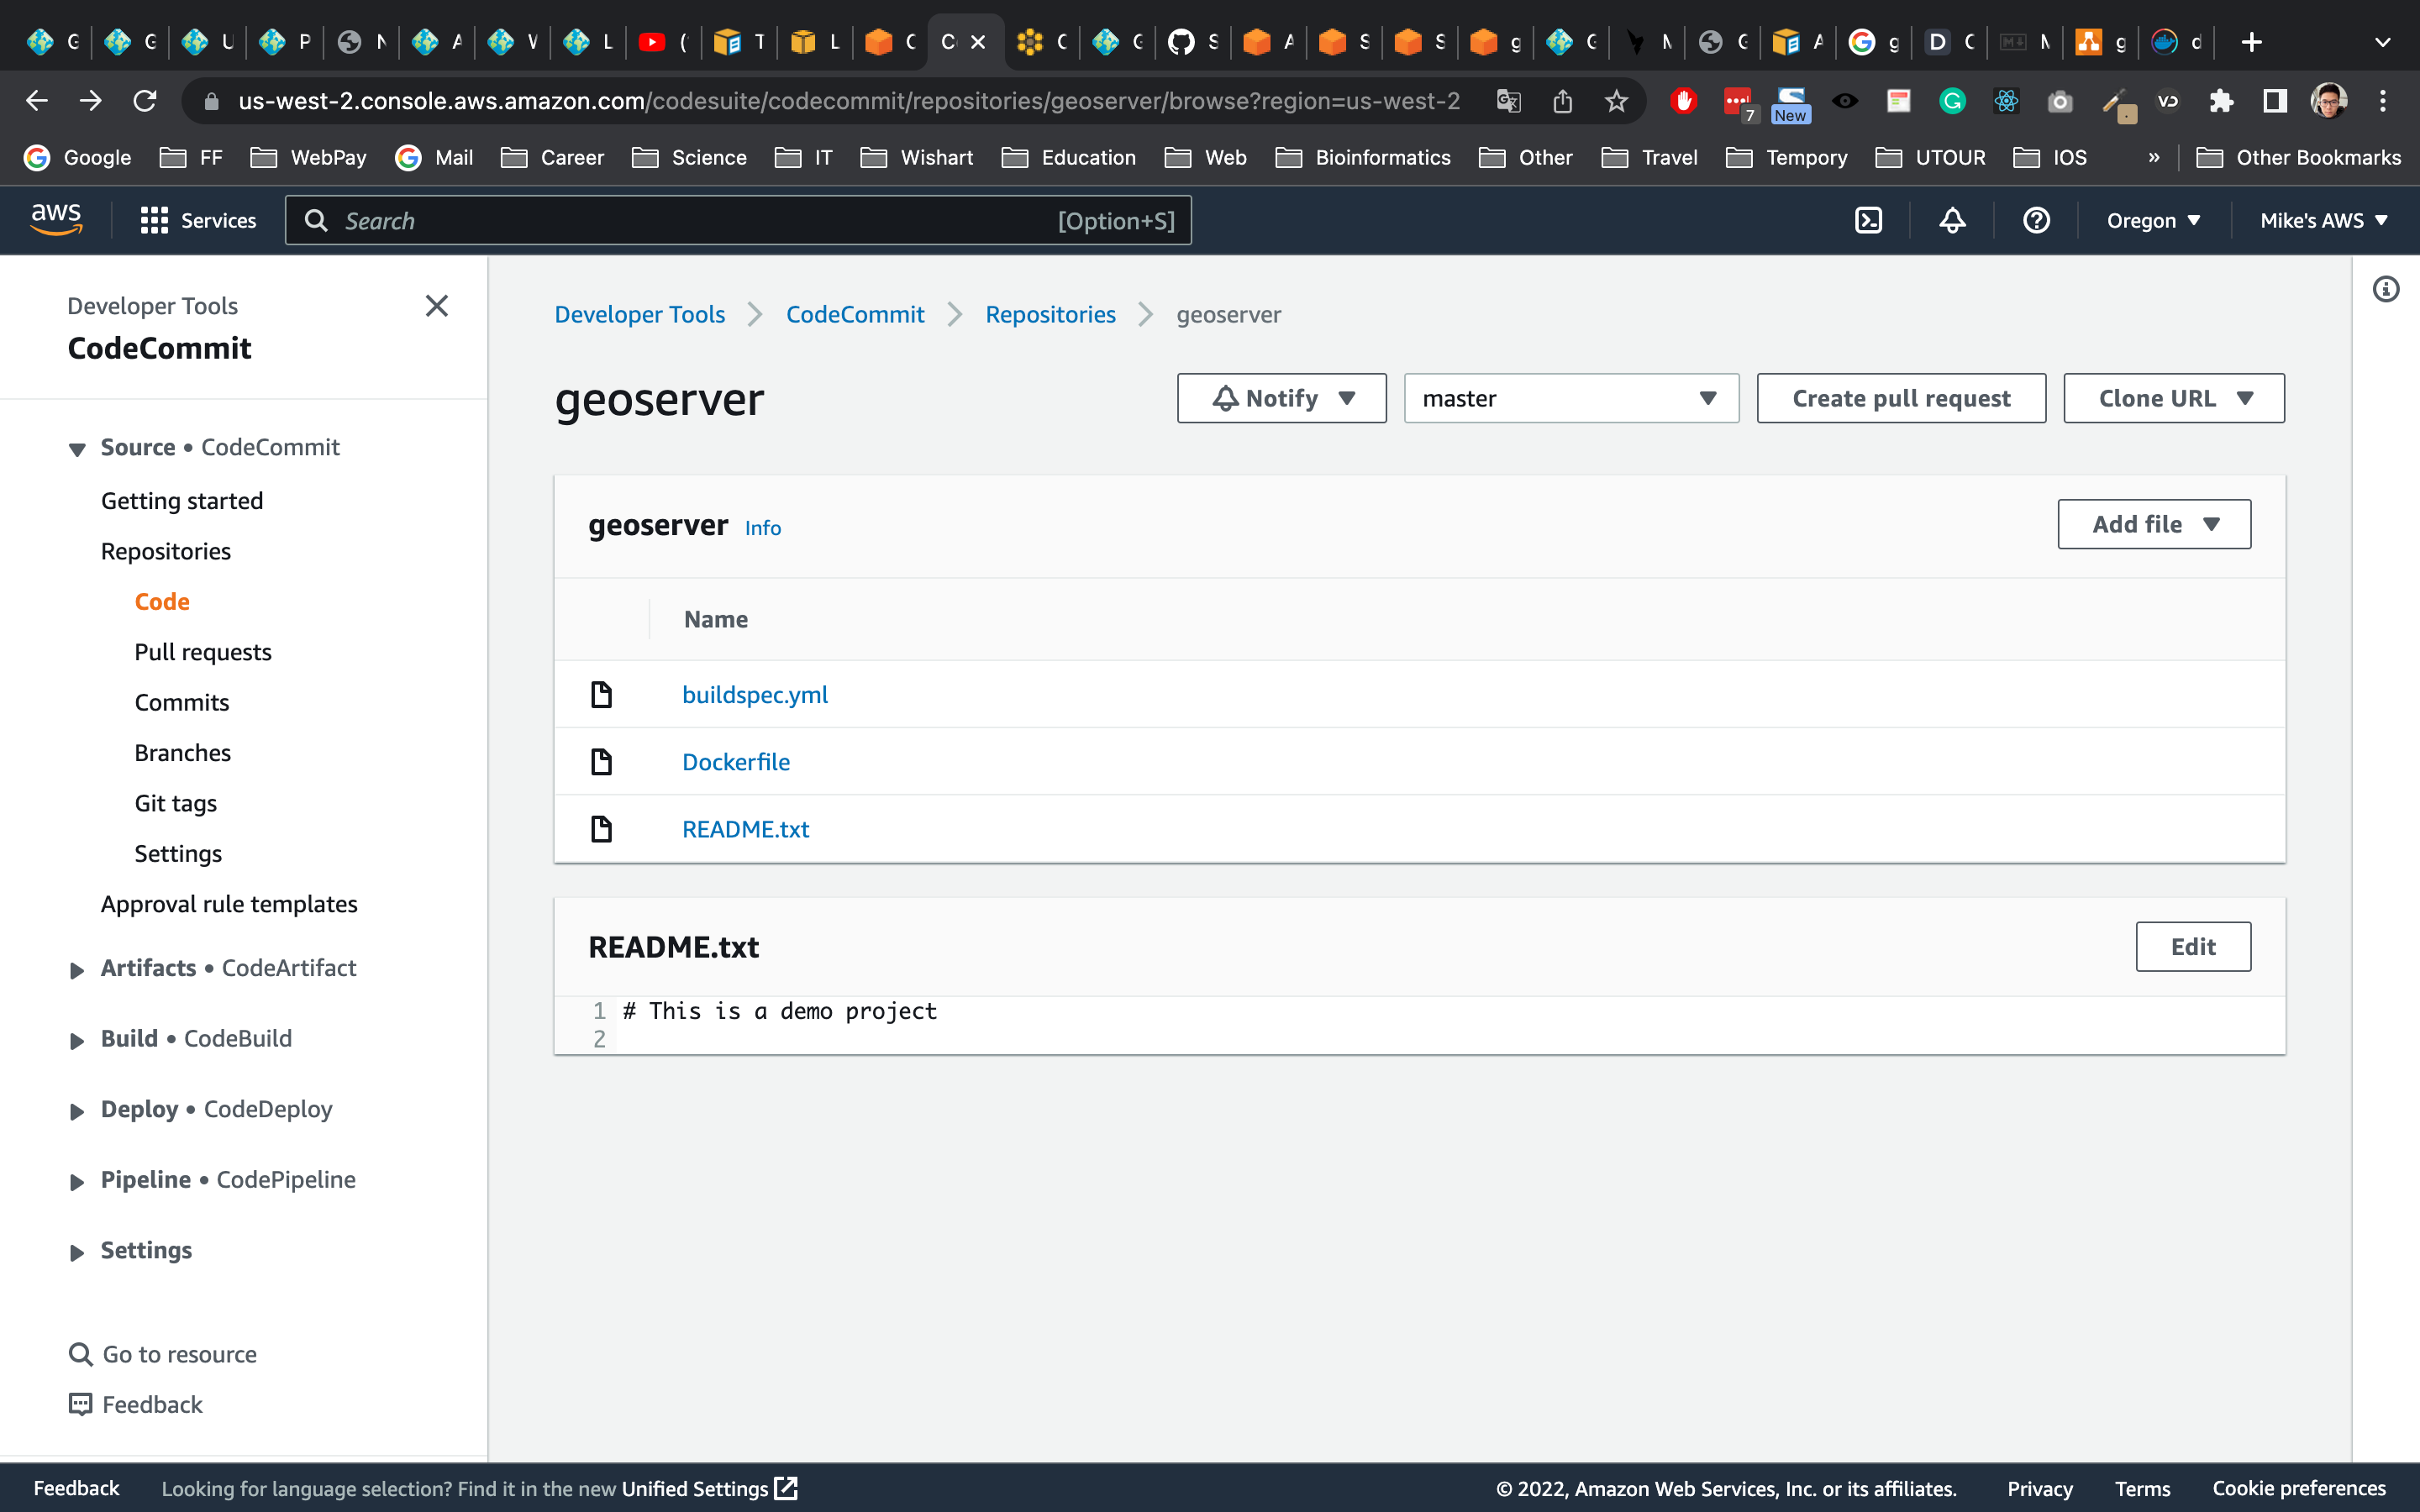 us-west-2.console.aws.amazon.com/codesuite/codecommit/repositories/geoserver/browse?region=us-west-2
7
New
Google FF WebPay Mail Career Science IT Wishart Education Web Bioinformatics Other Travel Tempory UTOUR IOS » Other Bookmarks
aws Services Search [Option+S] Oregon Mike's AWS
Developer Tools
CodeCommit
Source • CodeCommit
Getting started
Repositories
Code
Pull requests
Commits
Branches
Git tags
Settings
Approval rule templates
Artifacts • CodeArtifact
Build • CodeBuild
Deploy • CodeDeploy
Pipeline • CodePipeline
Settings
Go to resource
Feedback
Developer Tools CodeCommit Repositories geoserver
geoserver Notify master Create pull request Clone URL
geoserver Info Add file
Name
buildspec.yml
Dockerfile
README.txt
README.txt Edit
1 # This is a demo project
2
Feedback Looking for language selection? Find it in the new Unified Settings © 2022, Amazon Web Services, Inc. or its affiliates. Privacy Terms Cookie preferences